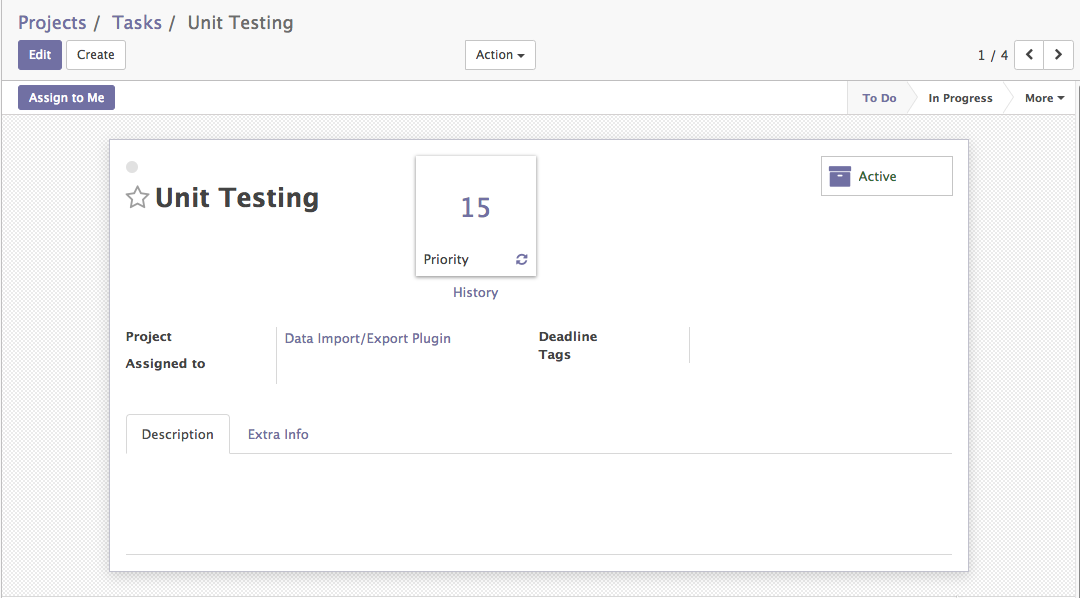 Projects / Tasks / Unit Testing
Edit Create Action 1 / 4
Assign to Me To Do In Progress More
Unit Testing
15
Priority
History
Active
Project Data Import/Export Plugin
Assigned to
Deadline
Tags
Description Extra Info